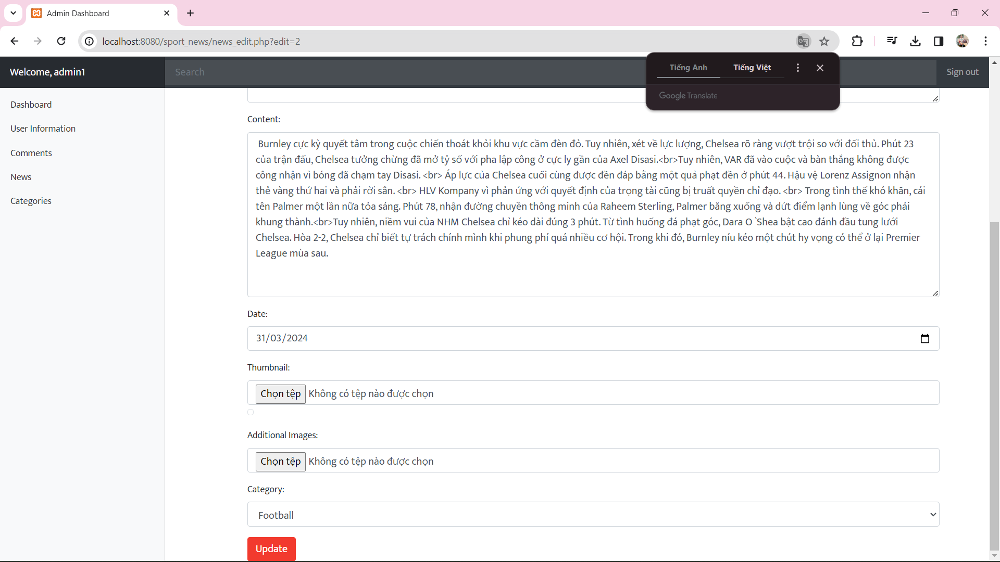 Admin Dashboard
localhost:8080/sport_news/news_edit.php?edit=2
Welcome, admin1
Search
Sign out
Tiếng Anh
Tiếng Việt
Google Translate
Dashboard
User Information
Comments
News
Categories
Content:
Burnley cực kỳ quyết tâm trong cuộc chiến thoát khỏi khu vực cầm đèn đỏ. Tuy nhiên, xét về lực lượng, Chelsea rõ ràng vượt trội so với đối thủ. Phút 23
của trận đấu, Chelsea tưởng chừng đã mở tỷ số với pha lập công ở cực ly gần của Axel Disasi.<br>Tuy nhiên, VAR đã vào cuộc và bàn thắng không được
công nhận vì bóng đã chạm tay Disasi. <br> Áp lực của Chelsea cuối cùng được đền đáp bằng một quả phạt đền ở phút 44. Hậu vệ Lorenz Assignon nhận
thẻ vàng thứ hai và phải rời sân. <br> HLV Kompany vì phản ứng với quyết định của trọng tài cũng bị truất quyền chỉ đạo. <br> Trong tình thế khó khăn, cái
tên Palmer một lần nữa tỏa sáng. Phút 78, nhận đường chuyền thông minh của Raheem Sterling, Palmer băng xuống và dứt điểm lạnh lùng về góc phải
khung thành.<br>Tuy nhiên, niềm vui của NHM Chelsea chỉ kéo dài đúng 3 phút. Từ tình huống đá phạt góc, Dara O `Shea bật cao đánh đầu tung lưới
Chelsea. Hòa 2-2, Chelsea chỉ biết tự trách chính mình khi phung phí quá nhiều cơ hội. Trong khi đó, Burnley níu kéo một chút hy vọng có thể ở lại Premier
League mùa sau.
Date:
31/03/2024
Thumbnail:
Chọn tệp Không có tệp nào được chọn
Additional Images:
Chọn tệp Không có tệp nào được chọn
Category:
Football
Update